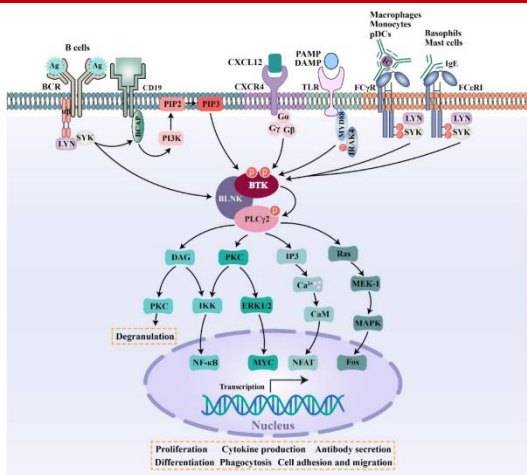 B cells
Ag
Ag
BCR
CD19
LYN
SYK
BCAP
PIP2
PIP3
PI3K
CXCL12
CXCR4
Gα
Gγ
Gβ
PAMP
DAMP
TLR
MYD88
IRAK4
P
Macrophages
Monocytes
pDCs
FCγR
LYN
SYK
P
P
Basophils
Mast cells
IgE
FCεRI
LYN
SYK
P
P
P
P
BTK
BLNK
PLCγ2
P
DAG
PKC
IP3
Ras
PKC
IKK
ERK1/2
Ca²⁺
MEK-1
CaM
MAPK
Degranulation
NF-κB
MYC
NFAT
Fos
Transcription
Nucleus
Proliferation Cytokine production Antibody secretion
Differentiation Phagocytosis Cell adhesion and migration